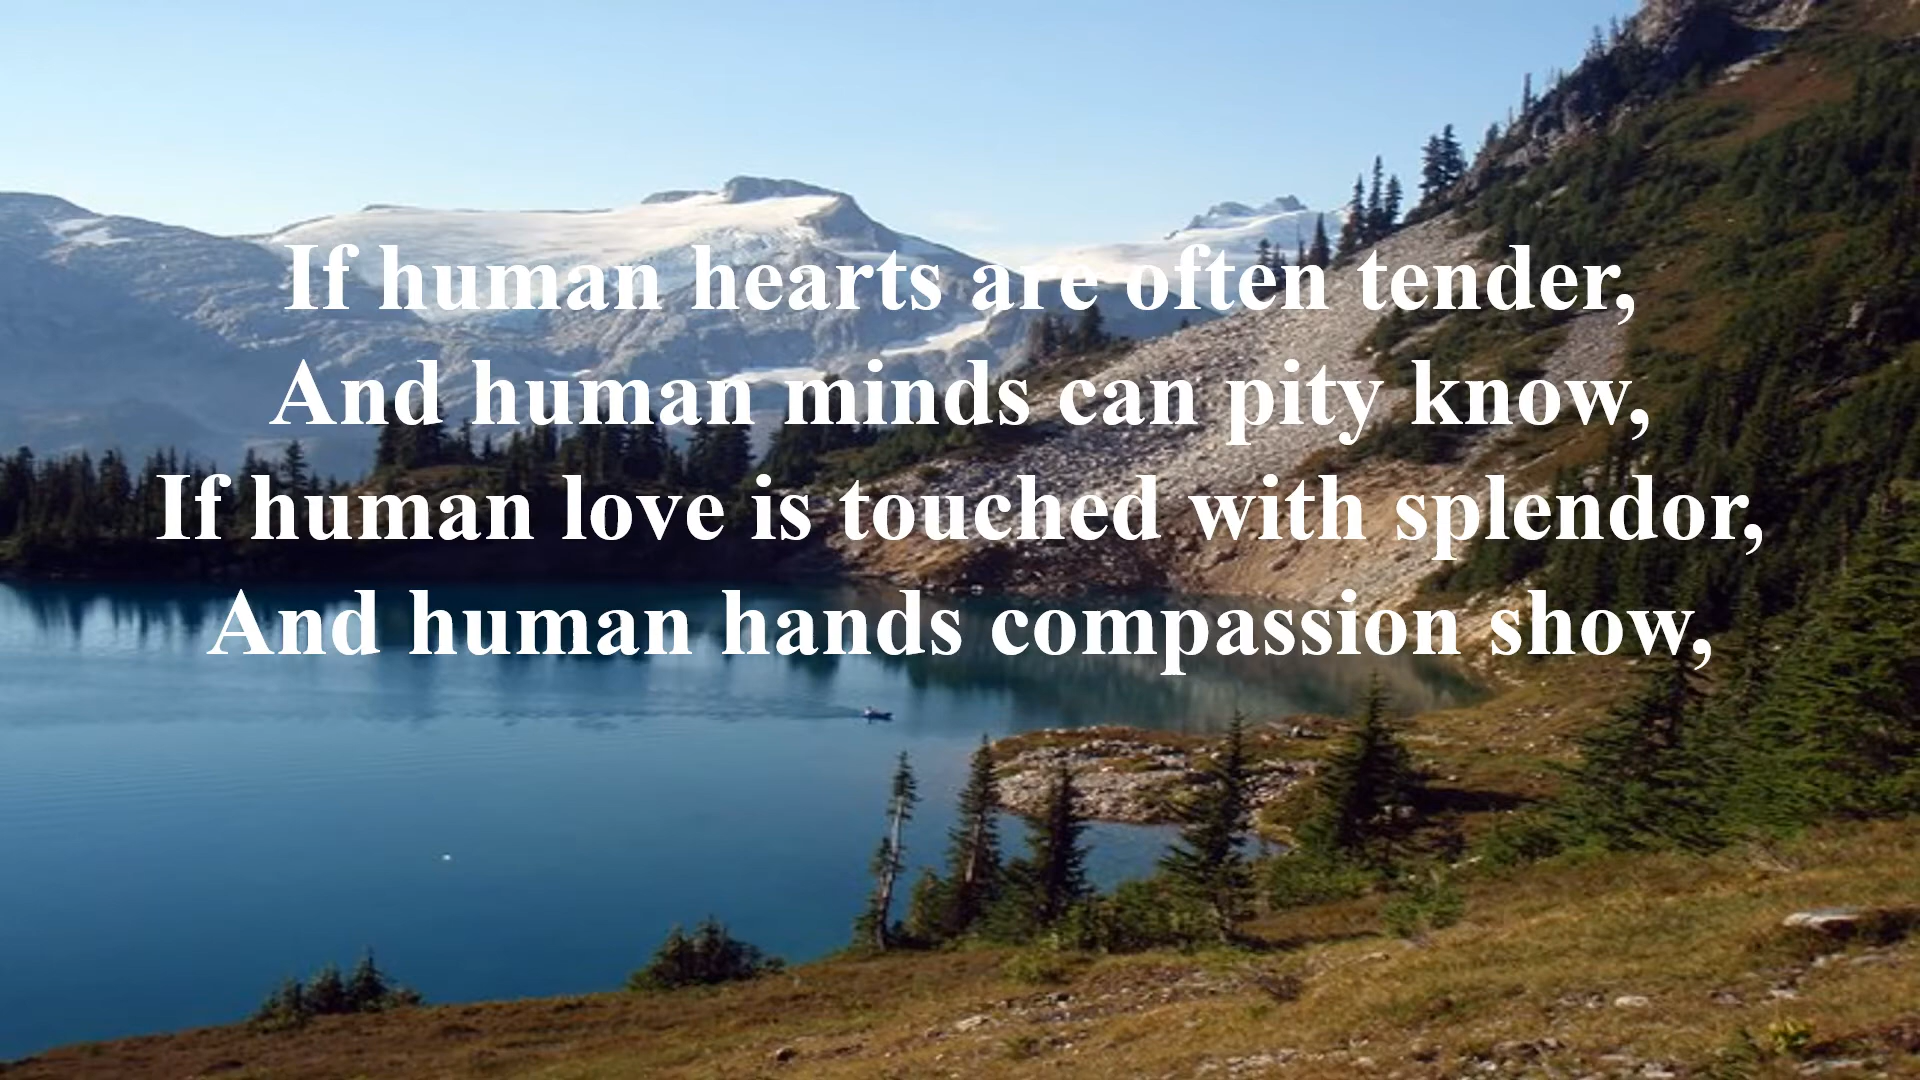 If human hearts are often tender,
And human minds can pity know,
If human love is touched with splendor,
And human hands compassion show,